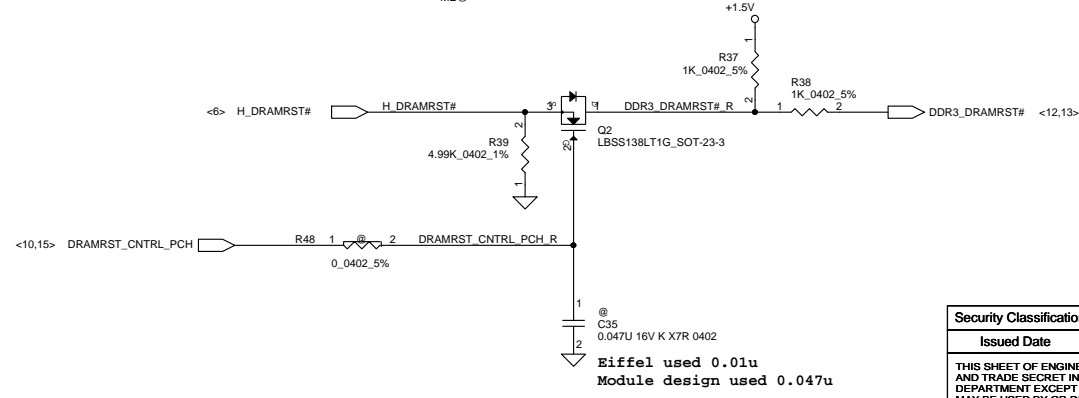 +1.5V
1
R37
1K_0402_5%
2
R38
1K_0402_5%
<6> H_DRAMRST#
H_DRAMRST#
3
1
DDR3_DRAMRST#_R
1
2
DDR3_DRAMRST# <12,13>
2
R39
4.99K_0402_1%
1
Q2
LBSS138LT1G_SOT-23-3
2
<10,15> DRAMRST_CNTRL_PCH
R48
1
@
2
DRAMRST_CNTRL_PCH_R
0_0402_5%
1
@
C35
0.047U 16V K X7R 0402
2
Eiffel used 0.01u
Module design used 0.047u
Security Classification
Issued Date
THIS SHEET OF ENGINE
AND TRADE SECRET IN
DEPARTMENT EXCEPT